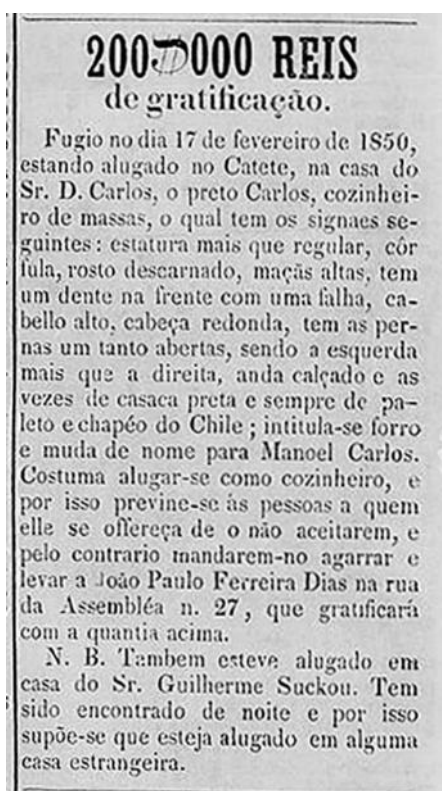 200$000 REIS
de gratificação.
Fugio no dia 17 de fevereiro de 1850,
estando alugado no Catete, na casa do
Sr. D. Carlos, o preto Carlos, cozinhei-
ro de massas, o qual tem os signaes se-
guintes: estatura mais que regular, côr
fula, rosto descarnado, maçãs altas, tem
um dente na frente com uma falha, ca-
bello alto, cabeça redonda, tem as per-
nas um tanto abertas, sendo a esquerda
mais que a direita, anda calçado e as
vezes de casaca preta e sempre de pa-
leto e chapéo do Chile; intitula-se forro
e muda de nome para Manoel Carlos.
Costuma alugar-se como cozinheiro, e
por isso previne-se ás pessoas a quem
elle se offereça de o não aceitarem, e
pelo contrario mandarem-no agarrar e
levar a João Paulo Ferreira Dias na rua
da Assembléa n. 27, que gratificará
com a quantia acima.
N. B. Tambem esteve alugado em
casa do Sr. Guilherme Suckou. Tem
sido encontrado de noite e por isso
supõe-se que esteja alugado em alguma
casa estrangeira.